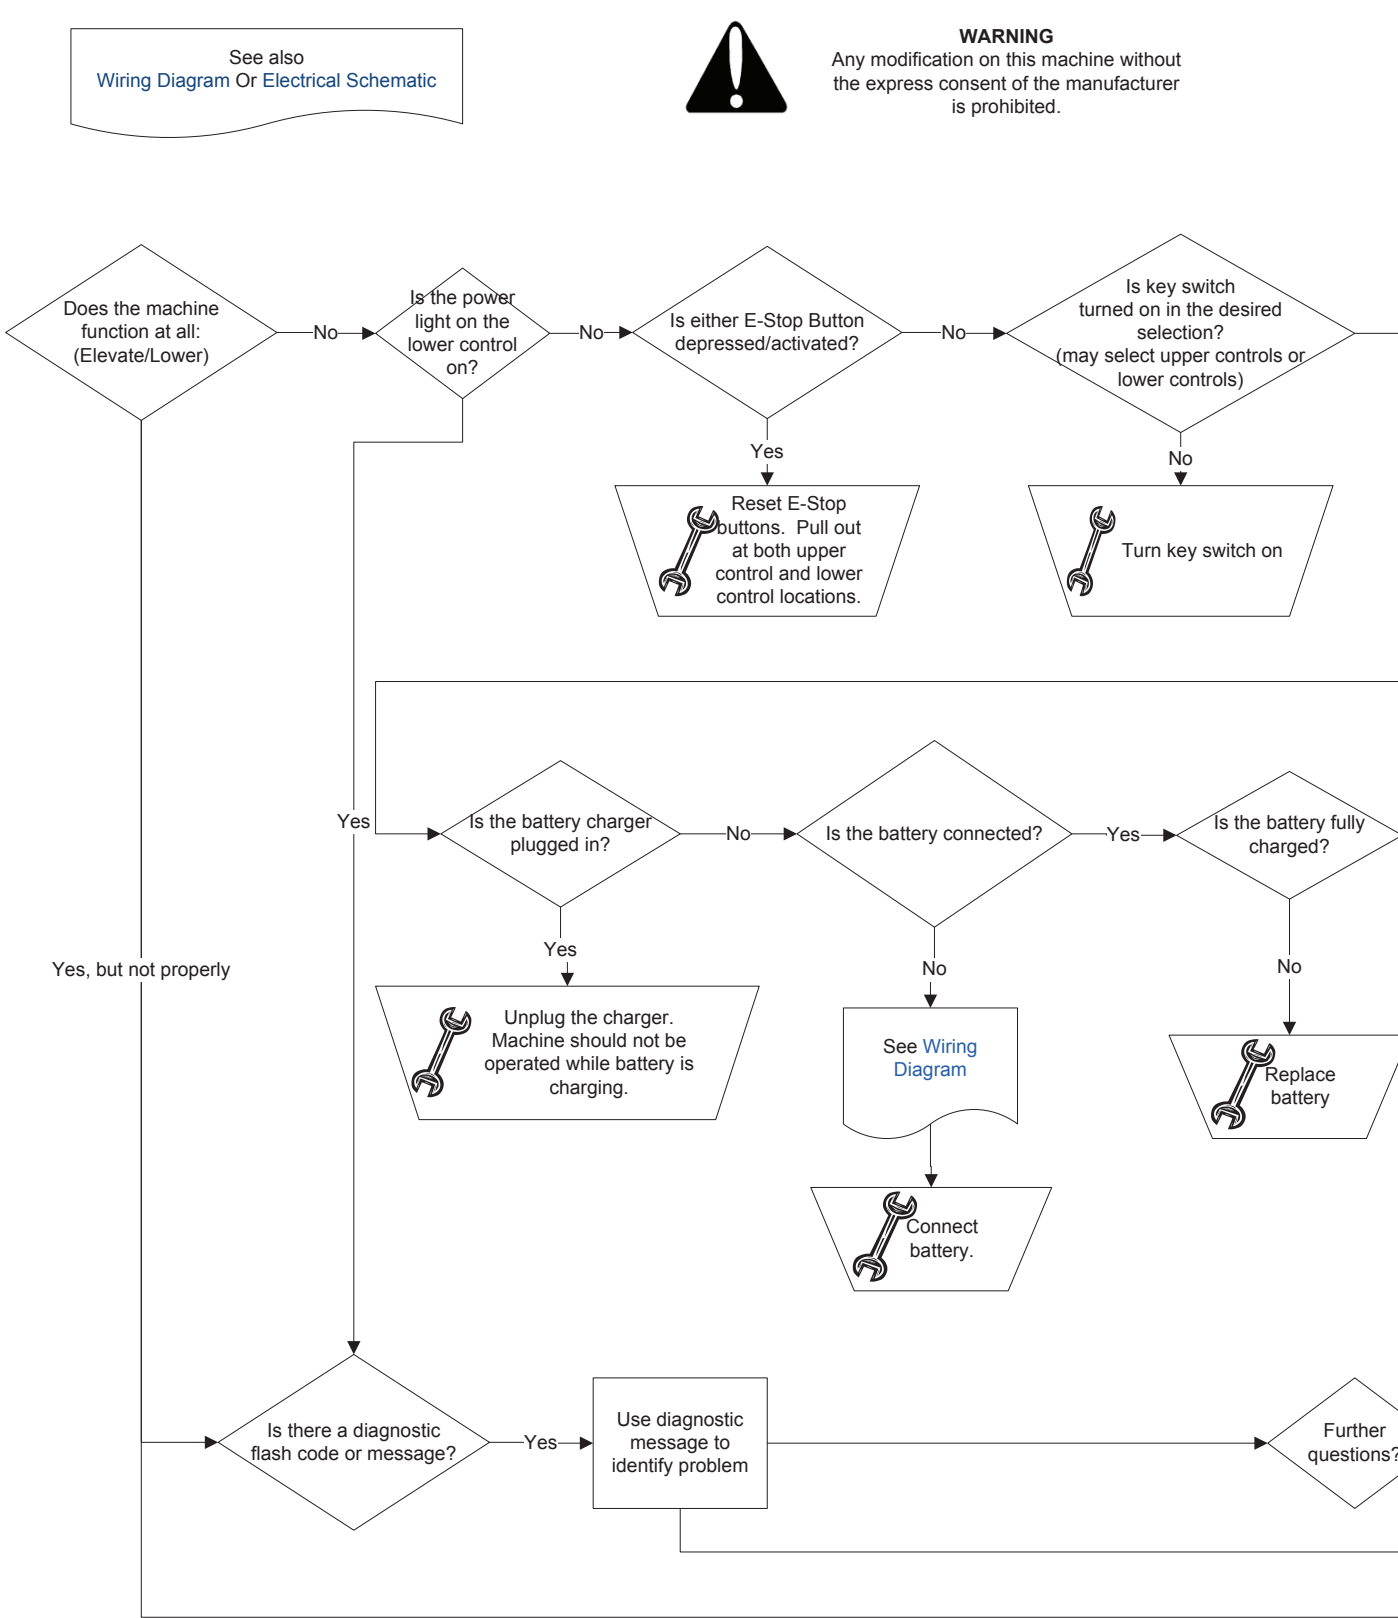 See also
Wiring Diagram Or Electrical Schematic
WARNING
Any modification on this machine without
the express consent of the manufacturer
is prohibited.
Does the machine
function at all:
(Elevate/Lower)
No
Is the power
light on the
lower control
on?
No
Is either E-Stop Button
depressed/activated?
No
Is key switch
turned on in the desired
selection?
(may select upper controls or
lower controls)
Yes
Reset E-Stop
buttons.  Pull out
at both upper
control and lower
control locations.
No
Turn key switch on
Yes
Is the battery charger
plugged in?
No
Is the battery connected?
Yes
Is the battery fully
charged?
Yes
Unplug the charger.
Machine should not be
operated while battery is
charging.
No
See Wiring
Diagram
Connect
battery.
No
Replace
battery
Yes, but not properly
Is there a diagnostic
flash code or message?
Yes
Use diagnostic
message to
identify problem
Further
questions?